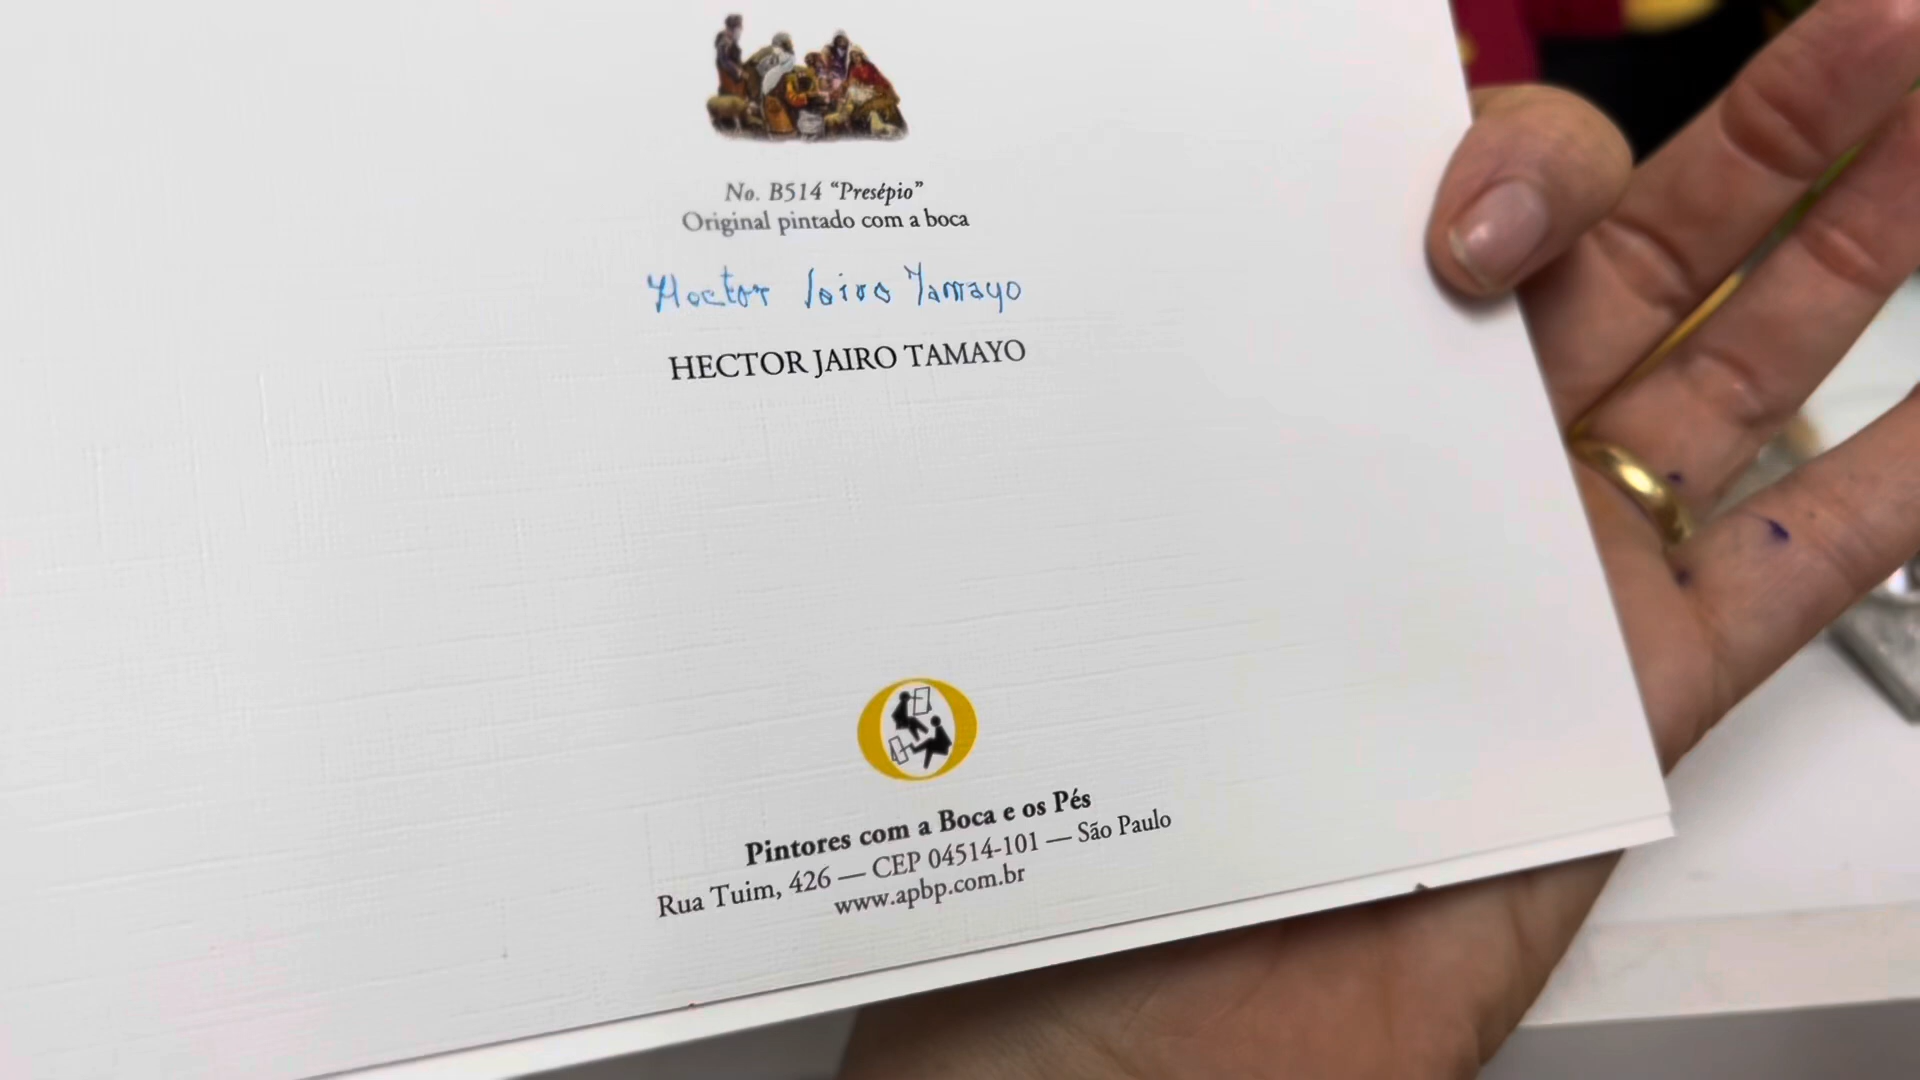 No. B514 “Presépio”
Original pintado com a boca
Hector Jairo Tamayo
HECTOR JAIRO TAMAYO
Pintores com a Boca e os Pés
Rua Tuim, 426 — CEP 04514-101 — São Paulo
www.apbp.com.br